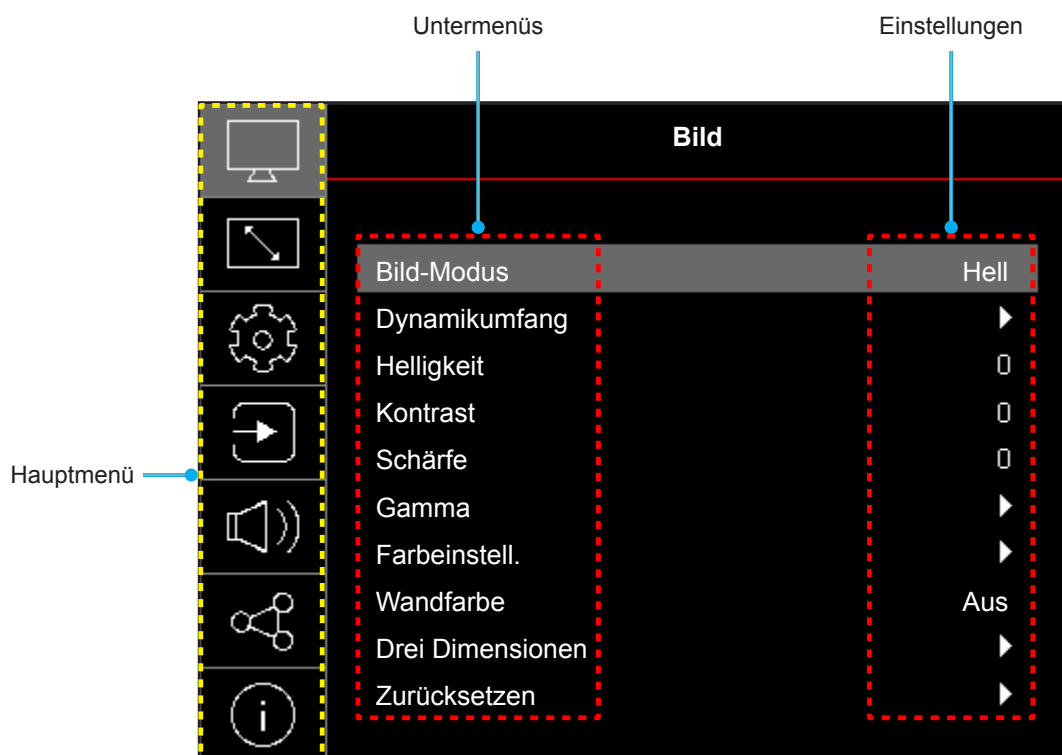 Untermenüs Einstellungen
Bild
Bild-Modus Hell
Dynamikumfang
Helligkeit 0
Kontrast 0
Schärfe 0
Hauptmenü
Gamma
Farbeinstell.
Wandfarbe Aus
Drei Dimensionen
Zurücksetzen
i